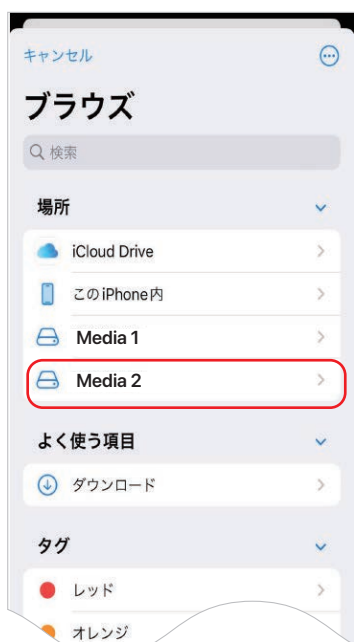 キャンセル
ブラウズ
検索
場所
iCloud Drive
このiPhone内
Media 1
Media 2
よく使う項目
ダウンロード
タグ
レッド
オレンジ